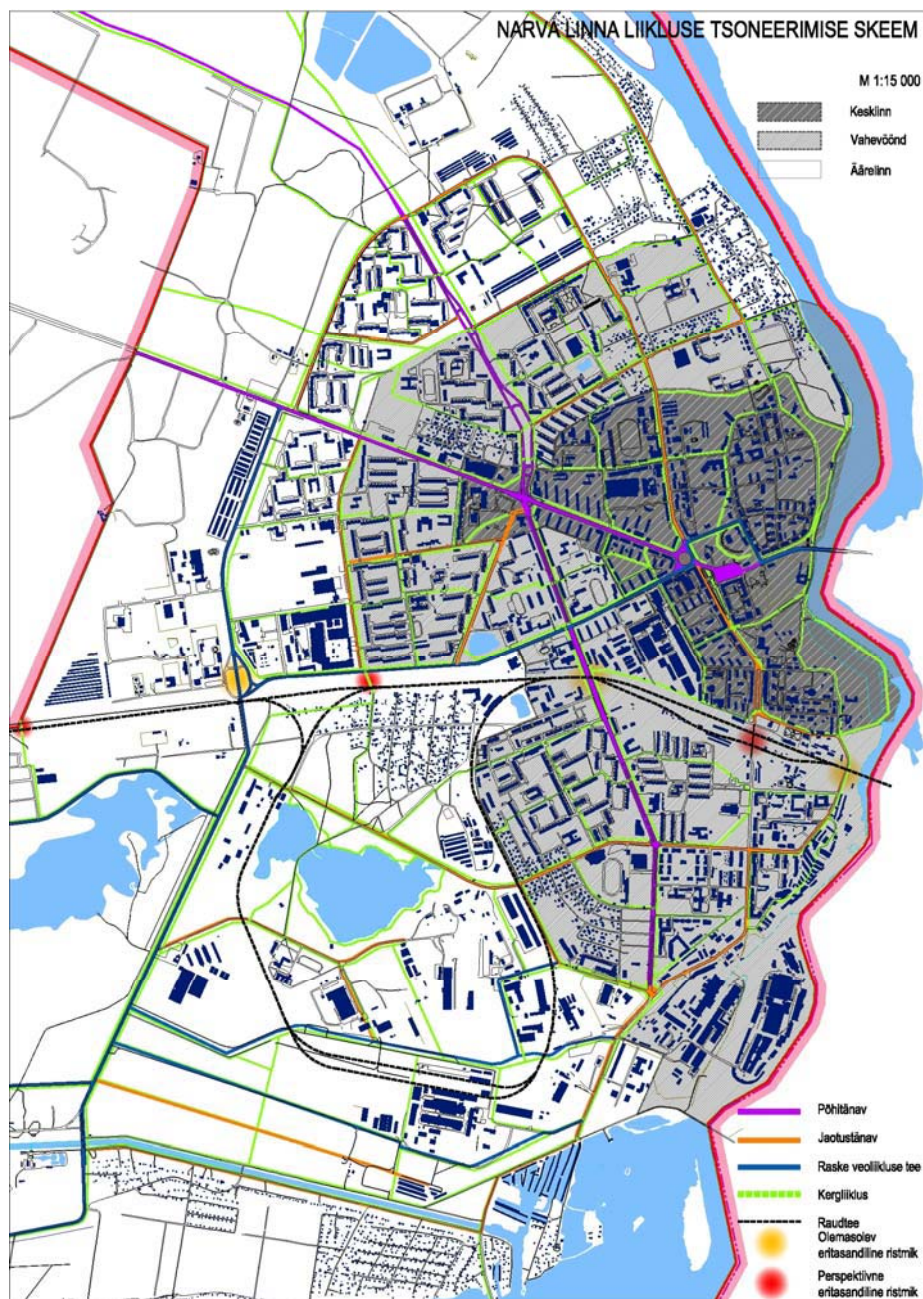 NARVA LINNA LIIKLUSE TSONEERIMISE SKEEM
M 1:15 000
Kesklinn
Vahevöönd
Äärelinn
Põhitänav
Jaotustänav
Raske veoliikluse tee
Kergliiklus
Raudtee
Olemasolev
eritasandiline ristmik
Perspektiivne
eritasandiline ristmik